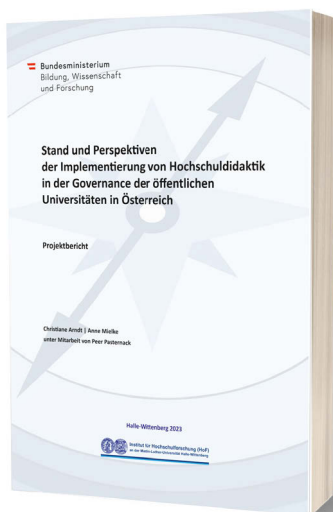 Bundesministerium
Bildung, Wissenschaft
und Forschung
Stand und Perspektiven
der Implementierung von Hochschuldidaktik
in der Governance der öffentlichen
Universitäten in Österreich
Projektbericht
Christiane Arndt | Anne Mielke
unter Mitarbeit von Peer Pasternack
Halle-Wittenberg 2023
Institut für Hochschulforschung (HoF)
an der Martin-Luther-Universität Halle-Wittenberg